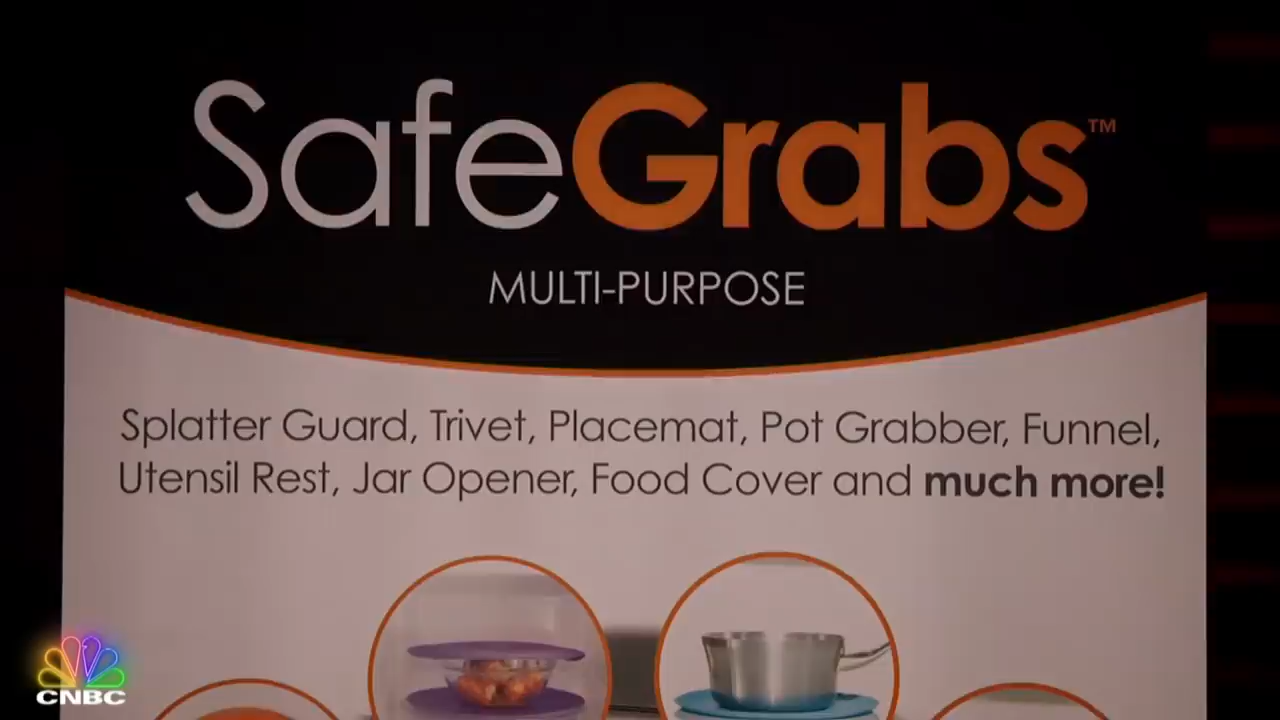 SafeGrabs™
MULTI-PURPOSE
Splatter Guard, Trivet, Placemat, Pot Grabber, Funnel,
Utensil Rest, Jar Opener, Food Cover and much more!
CNBC